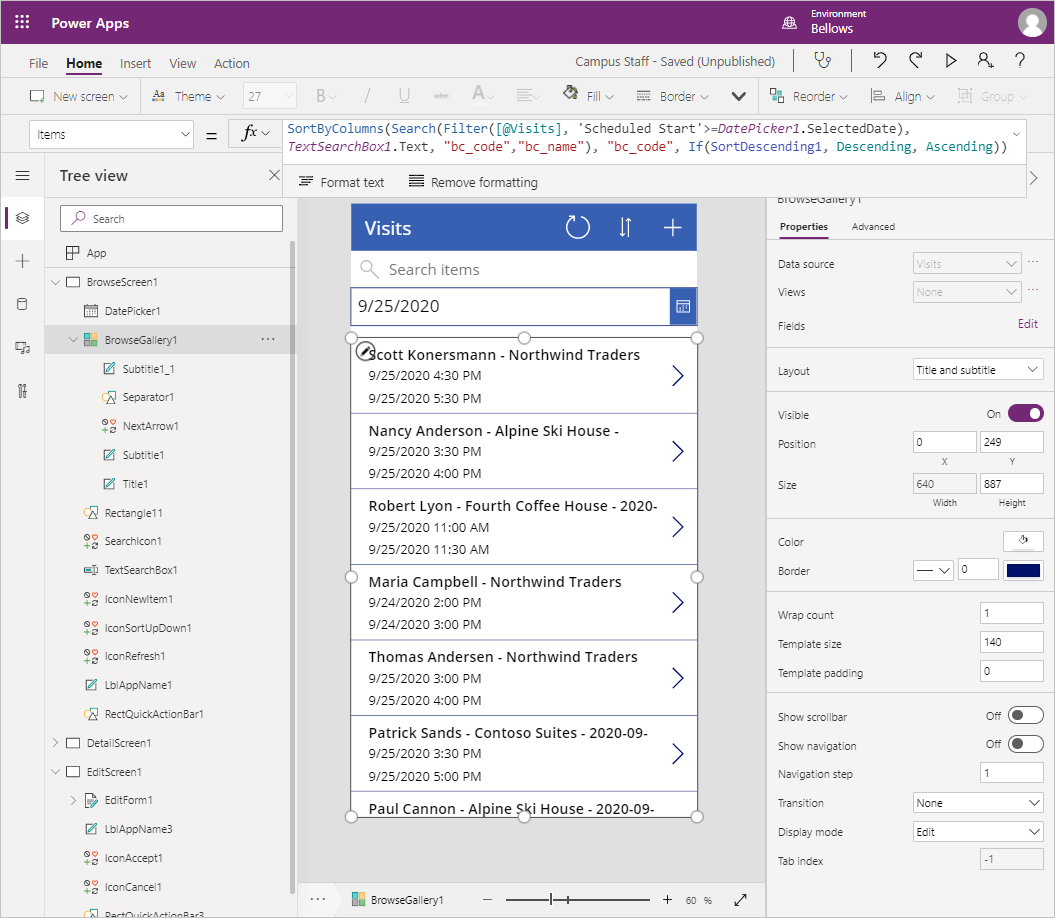 Power Apps
Environment
Bellows
File Home Insert View Action
Campus Staff - Saved (Unpublished)
?
New screen Theme 27 B / U abc A Fill Border Reorder Align Group
Items = fx
SortByColumns(Search(Filter([@Visits], 'Scheduled Start'>=DatePicker1.SelectedDate),
TextSearchBox1.Text, "bc_code","bc_name"), "bc_code", If(SortDescending1, Descending, Ascending))
Format text Remove formatting
Tree view
Search
App
BrowseScreen1
DatePicker1
BrowseGallery1 ...
Subtitle1_1
Separator1
NextArrow1
Subtitle1
Title1
Rectangle11
SearchIcon1
TextSearchBox1
IconNewItem1
IconSortUpDown1
IconRefresh1
LblAppName1
RectQuickActionBar1
DetailScreen1
EditScreen1
EditForm1
LblAppName3
IconAccept1
IconCancel1
RectQuickActionBar3
Visits
Search items
9/25/2020
Scott Konersmann - Northwind Traders
9/25/2020 4:30 PM
9/25/2020 5:30 PM
Nancy Anderson - Alpine Ski House -
9/25/2020 3:30 PM
9/25/2020 4:00 PM
Robert Lyon - Fourth Coffee House - 2020-
9/25/2020 11:00 AM
9/25/2020 11:30 AM
Maria Campbell - Northwind Traders
9/24/2020 2:00 PM
9/24/2020 3:00 PM
Thomas Andersen - Northwind Traders
9/25/2020 3:00 PM
9/25/2020 4:00 PM
Patrick Sands - Contoso Suites - 2020-09-
9/25/2020 3:30 PM
9/25/2020 5:00 PM
Paul Cannon - Alpine Ski House - 2020-09-
... BrowseGallery1 − + 60 %
BrowseGallery1
Properties Advanced
Data source Visits ...
Views None ...
Fields Edit
Layout Title and subtitle
Visible On
Position 0 249
X Y
Size 640 887
Width Height
Color
Border 0
Wrap count 1
Template size 140
Template padding 0
Show scrollbar Off
Show navigation Off
Navigation step 1
Transition None
Display mode Edit
Tab index -1